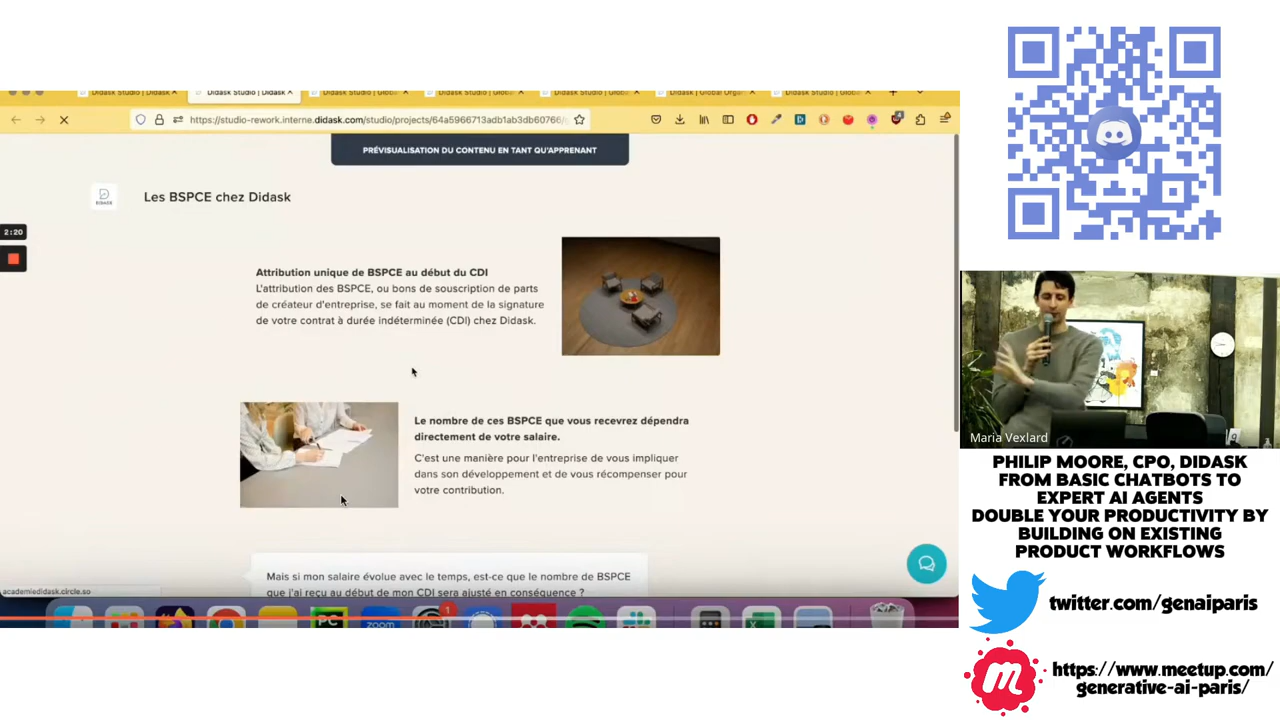 Didask Studio | Didask
Didask Studio | Didask
Didask Studio | Globa
Didask Studio | Globa
Didask Studio | Globa
Didask | Global Organ
Didask Studio | Globa
https://studio-rework.interne.didask.com/studio/projects/64a5966713adb1ab3db60766/
PRÉVISUALISATION DU CONTENU EN TANT QU'APPRENANT
DIDASK
Les BSPCE chez Didask
2:20
Attribution unique de BSPCE au début du CDI
L'attribution des BSPCE, ou bons de souscription de parts
de créateur d'entreprise, se fait au moment de la signature
de votre contrat à durée indéterminée (CDI) chez Didask.
Le nombre de ces BSPCE que vous recevrez dépendra
directement de votre salaire.
C'est une manière pour l'entreprise de vous impliquer
dans son développement et de vous récompenser pour
votre contribution.
Mais si mon salaire évolue avec le temps, est-ce que le nombre de BSPCE
que j'ai reçu au début de mon CDI sera ajusté en conséquence ?
academiedidask.circle.so
PC
zoom
1
Maria Vexlard
PHILIP MOORE, CPO, DIDASK
FROM BASIC CHATBOTS TO
EXPERT AI AGENTS
DOUBLE YOUR PRODUCTIVITY BY
BUILDING ON EXISTING
PRODUCT WORKFLOWS
twitter.com/genaiparis
https://www.meetup.com/
generative-ai-paris/